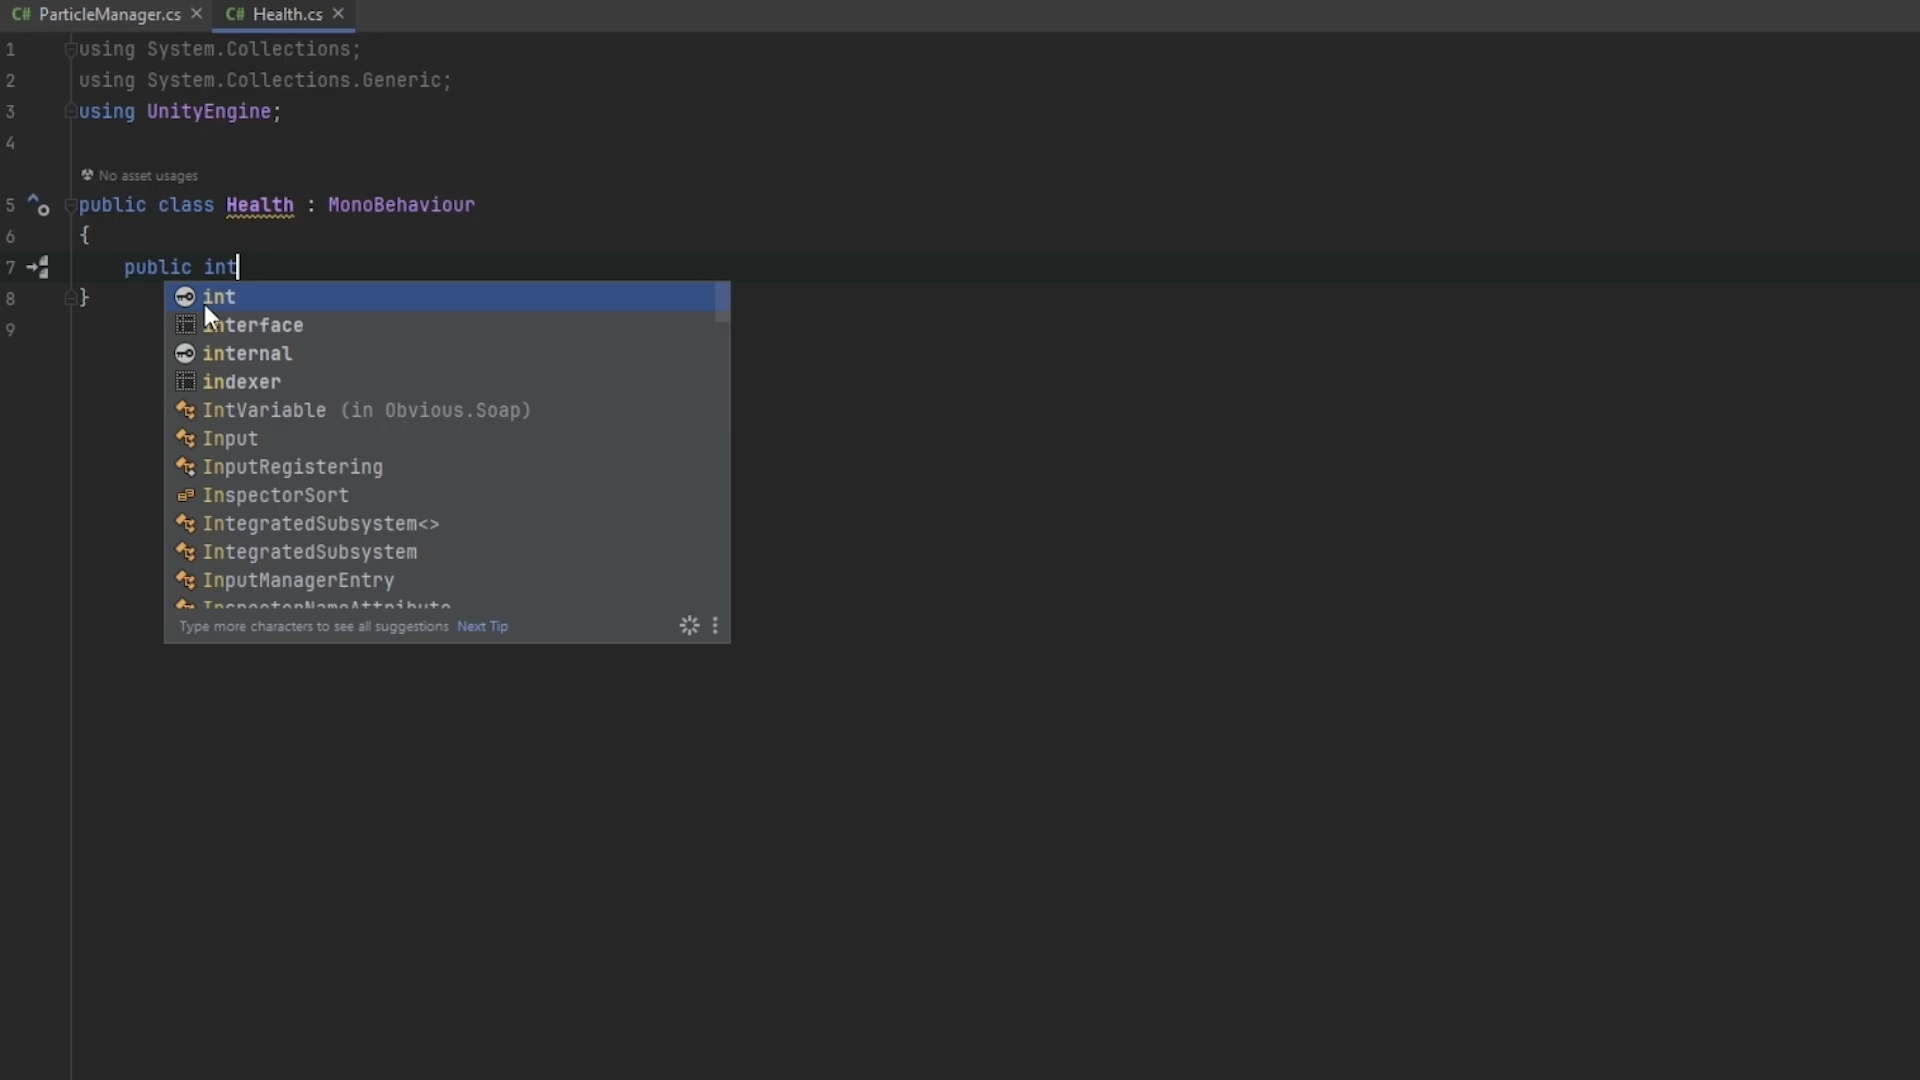 C# ParticleManager.cs × C# Health.cs ×
1 using System.Collections;
2 using System.Collections.Generic;
3 using UnityEngine;
4
No asset usages
5 public class Health : MonoBehaviour
6 {
7 public int
8 }
9
int
interface
internal
indexer
IntVariable (in Obvious.Soap)
Input
InputRegistering
InspectorSort
IntegratedSubsystem<>
IntegratedSubsystem
InputManagerEntry
InspectorNameAttribute
Type more characters to see all suggestions Next Tip